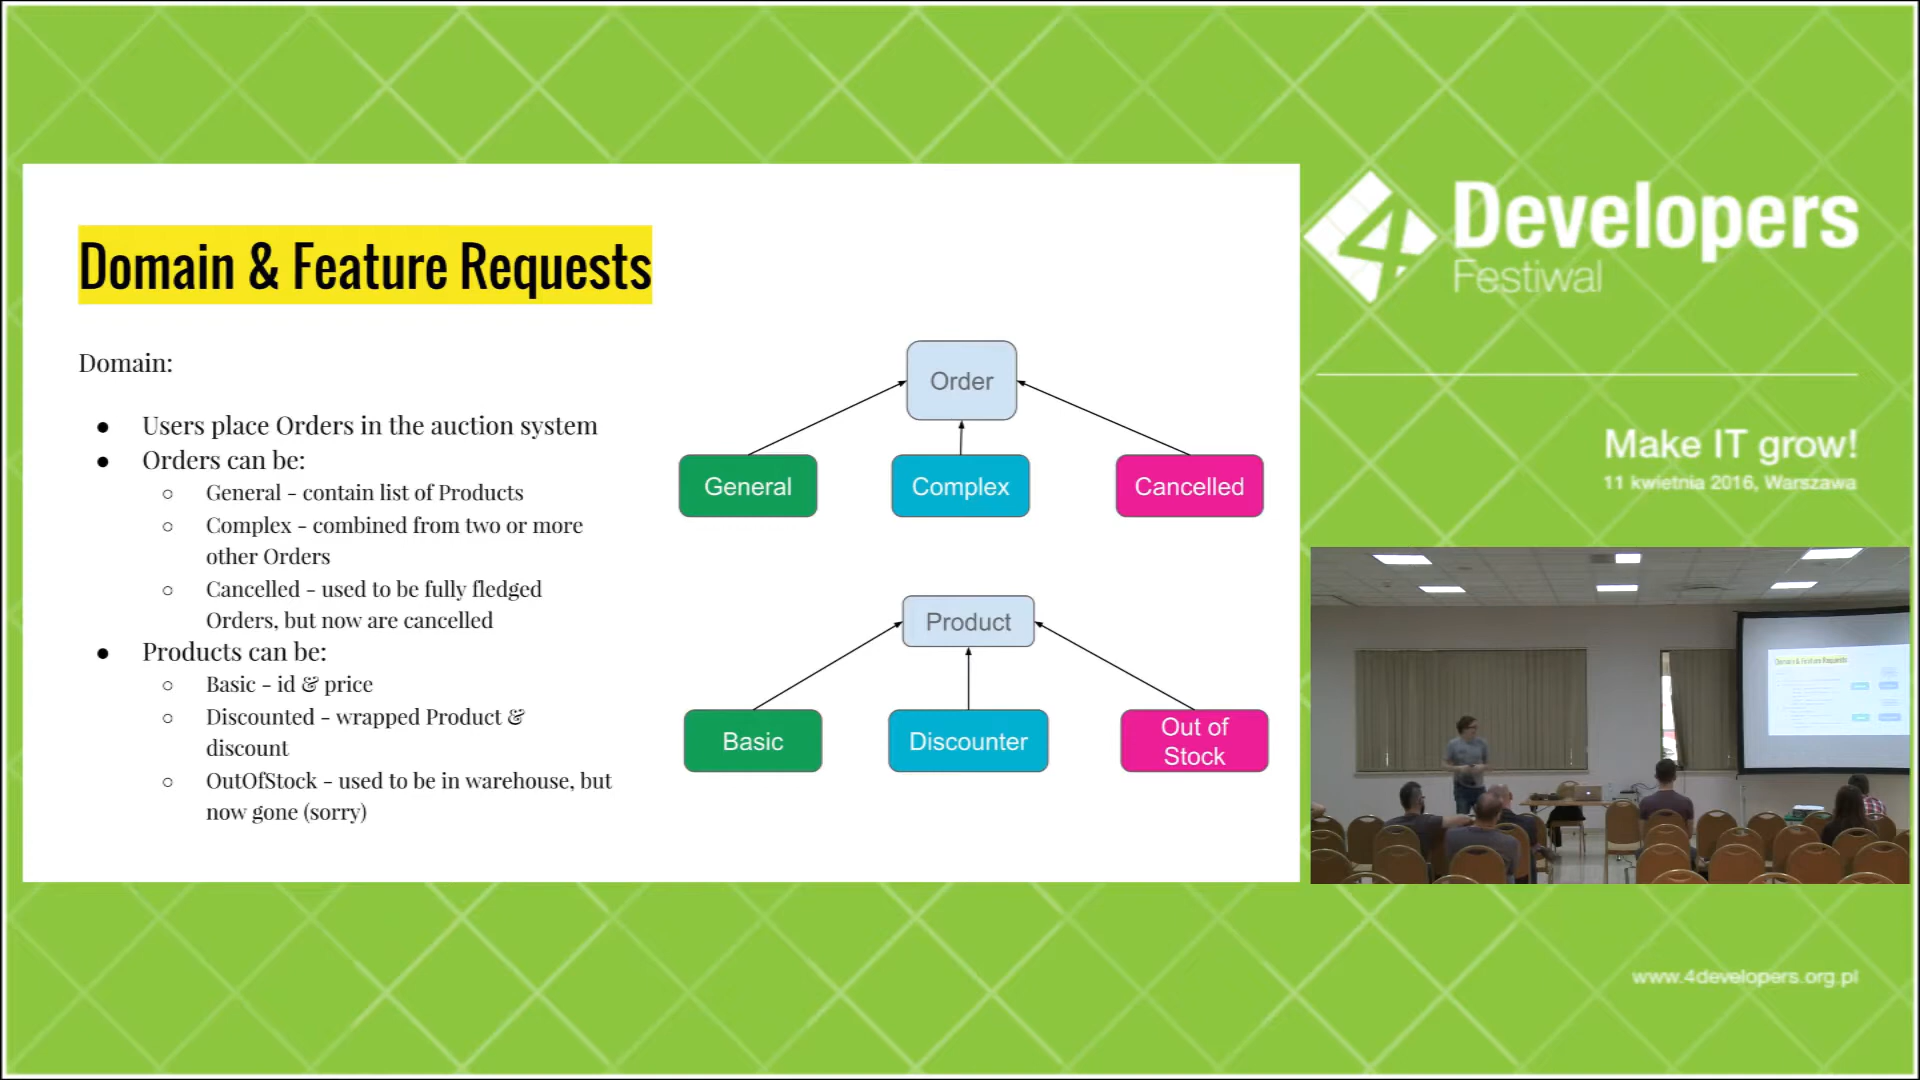 Domain & Feature Requests
Domain:
● Users place Orders in the auction system
● Orders can be:
○ General - contain list of Products
○ Complex - combined from two or more
other Orders
○ Cancelled - used to be fully fledged
Orders, but now are cancelled
● Products can be:
○ Basic - id & price
○ Discounted - wrapped Product &
discount
○ OutOfStock - used to be in warehouse, but
now gone (sorry)
Order
General
Complex
Cancelled
Product
Basic
Discounter
Out of
Stock
4Developers
Festiwal
Make IT grow!
11 kwietnia 2016, Warszawa
Domain & Feature Requests
www.4developers.org.pl